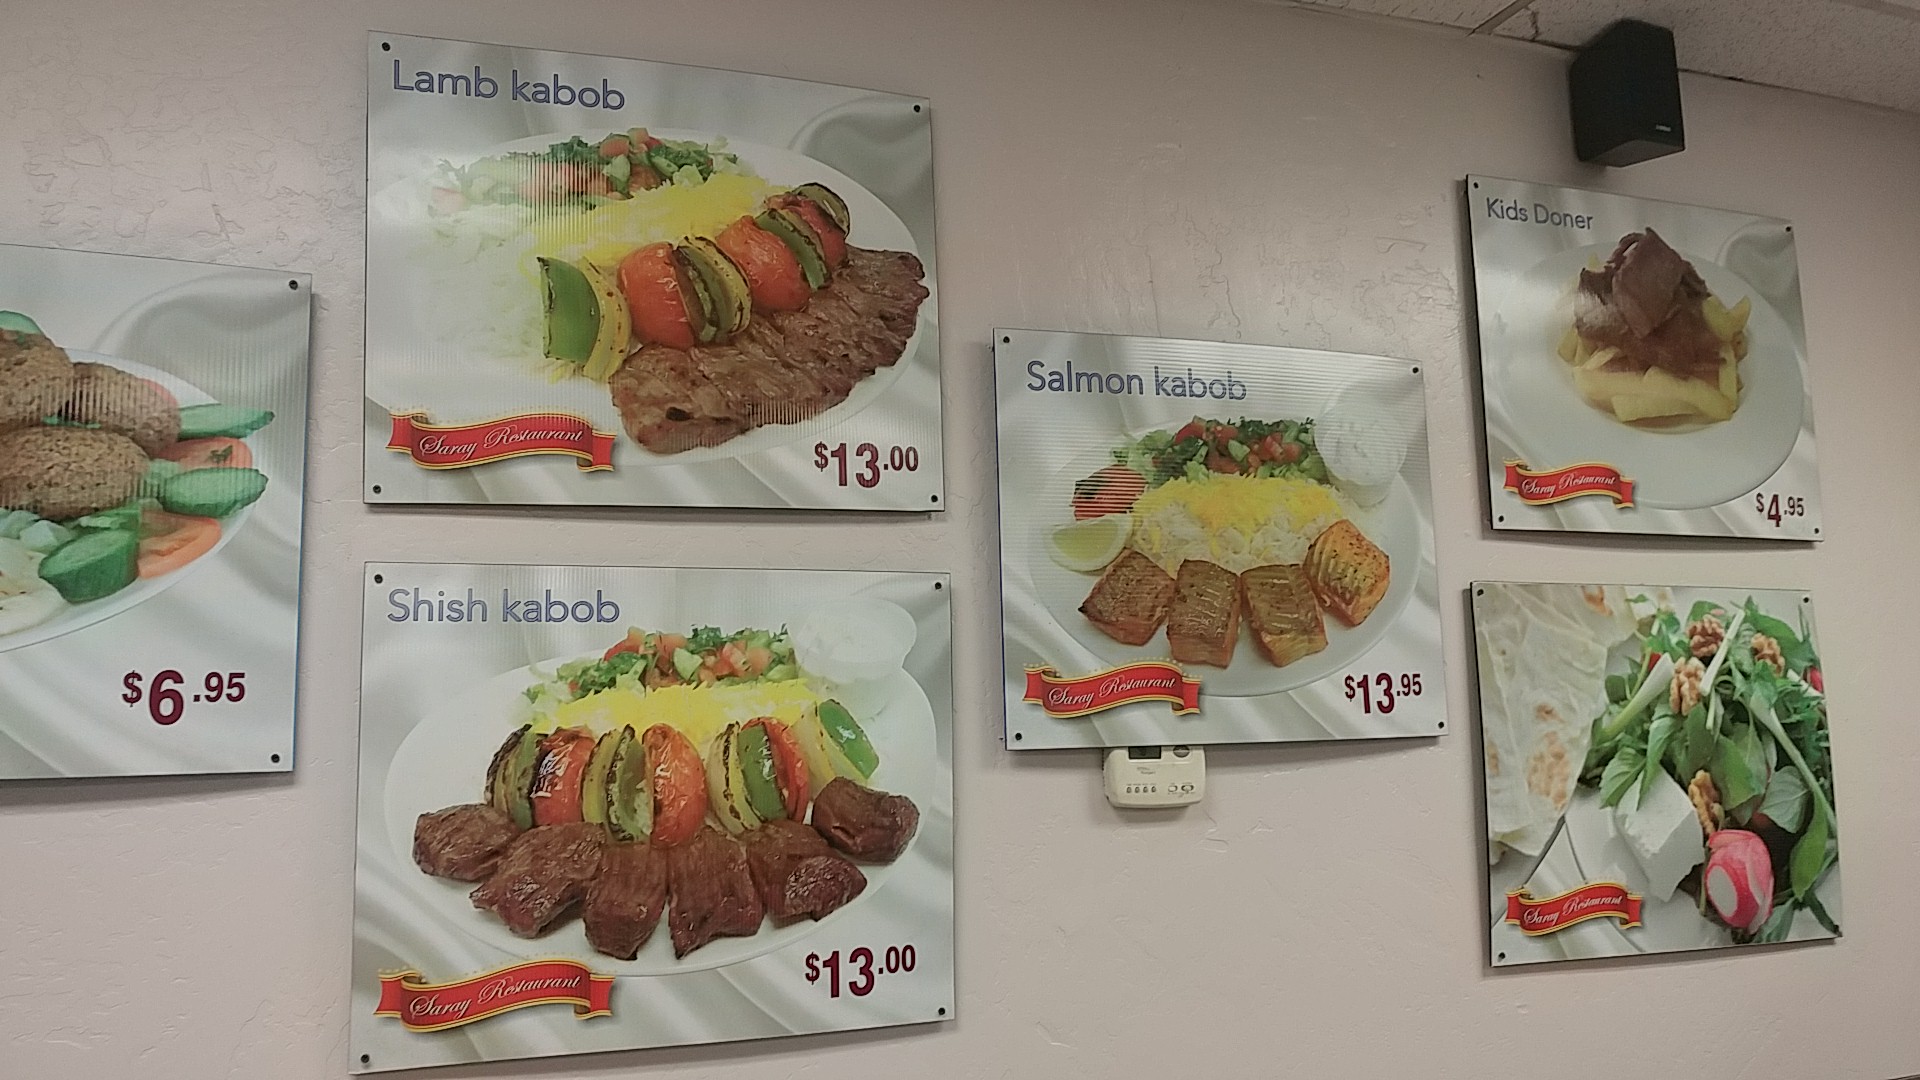 $6.95
Lamb kabob
Saray Restaurant
$13.00
Shish kabob
Saray Restaurant
$13.00
Salmon kabob
Saray Restaurant
$13.95
Kids Doner
Saray Restaurant
$4.95
Saray Restaurant